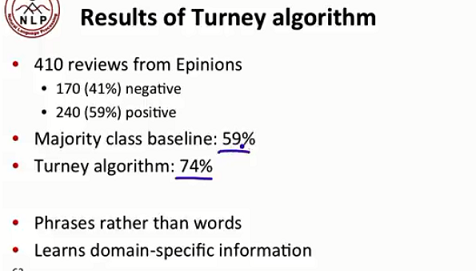 NLP
Results of Turney algorithm
• 410 reviews from Epinions
• 170 (41%) negative
• 240 (59%) positive
• Majority class baseline: 59%
• Turney algorithm: 74%
• Phrases rather than words
• Learns domain-specific information